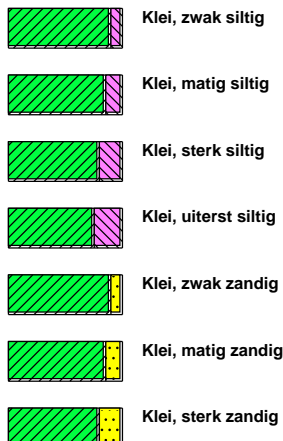 Klei, zwak siltig
Klei, matig siltig
Klei, sterk siltig
Klei, uiterst siltig
Klei, zwak zandig
Klei, matig zandig
Klei, sterk zandig